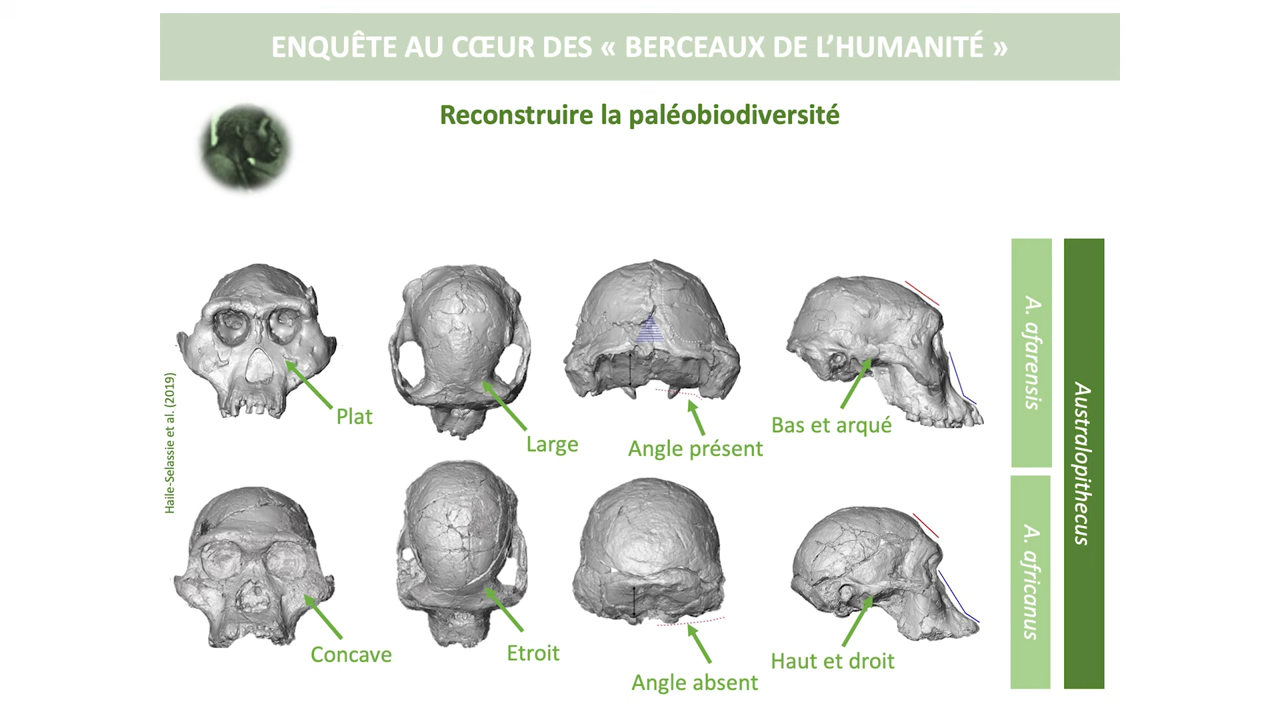 ENQUÊTE AU CŒUR DES « BERCEAUX DE L’HUMANITÉ »
Reconstruire la paléobiodiversité
Plat
Large
Angle présent
Bas et arqué
A. afarensis
Australopithecus
Haile-Selassie et al. (2019)
Concave
Etroit
Angle absent
Haut et droit
A. africanus